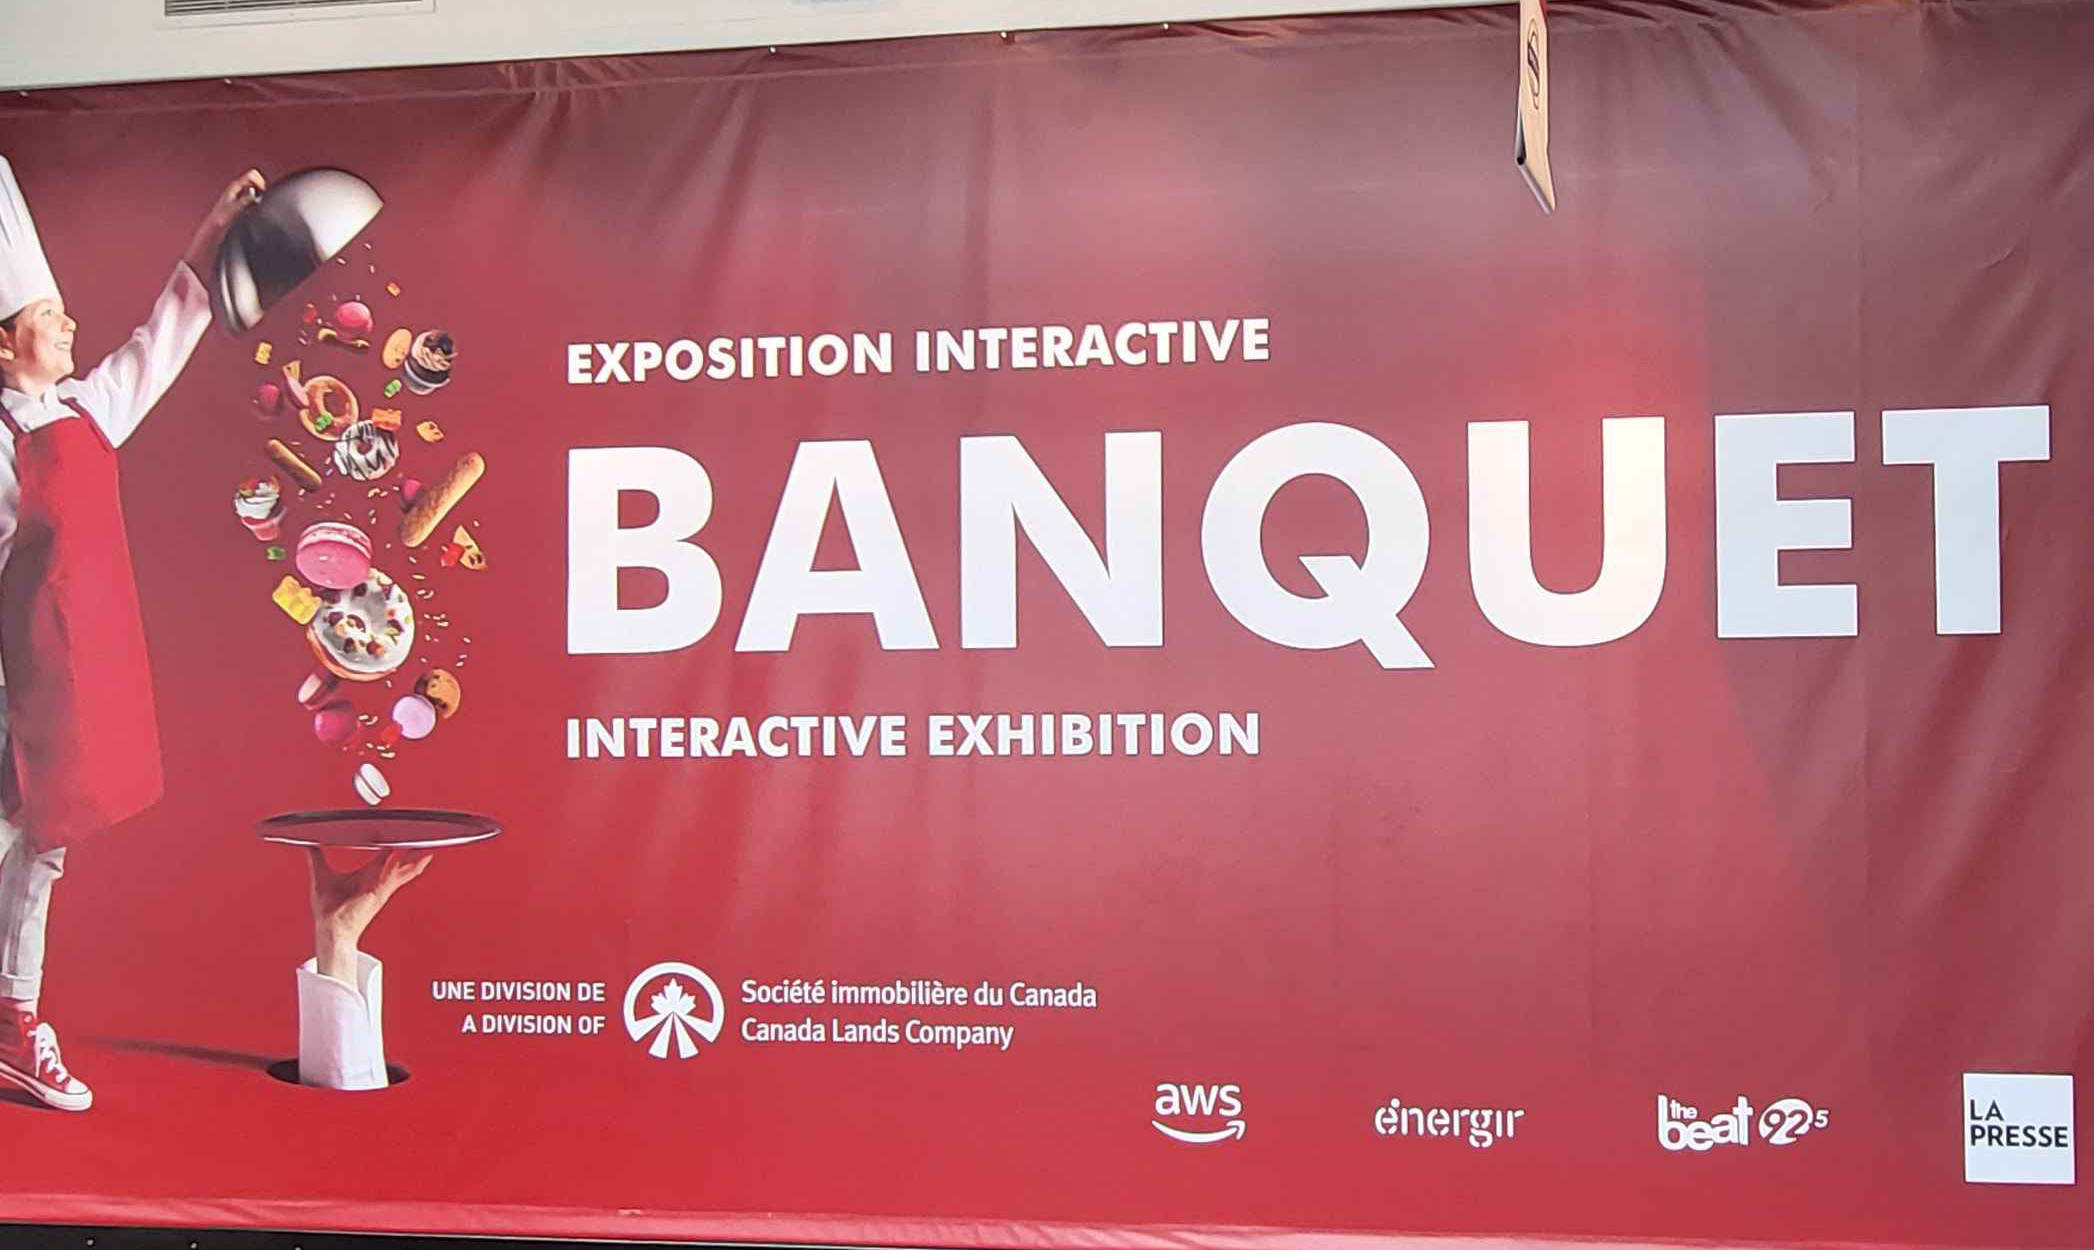 EXPOSITION INTERACTIVE
BANQUET
INTERACTIVE EXHIBITION
UNE DIVISION DE
A DIVISION OF
Société immobilière du Canada
Canada Lands Company
aws
énergir
the beat 92 5
LA
PRESSE